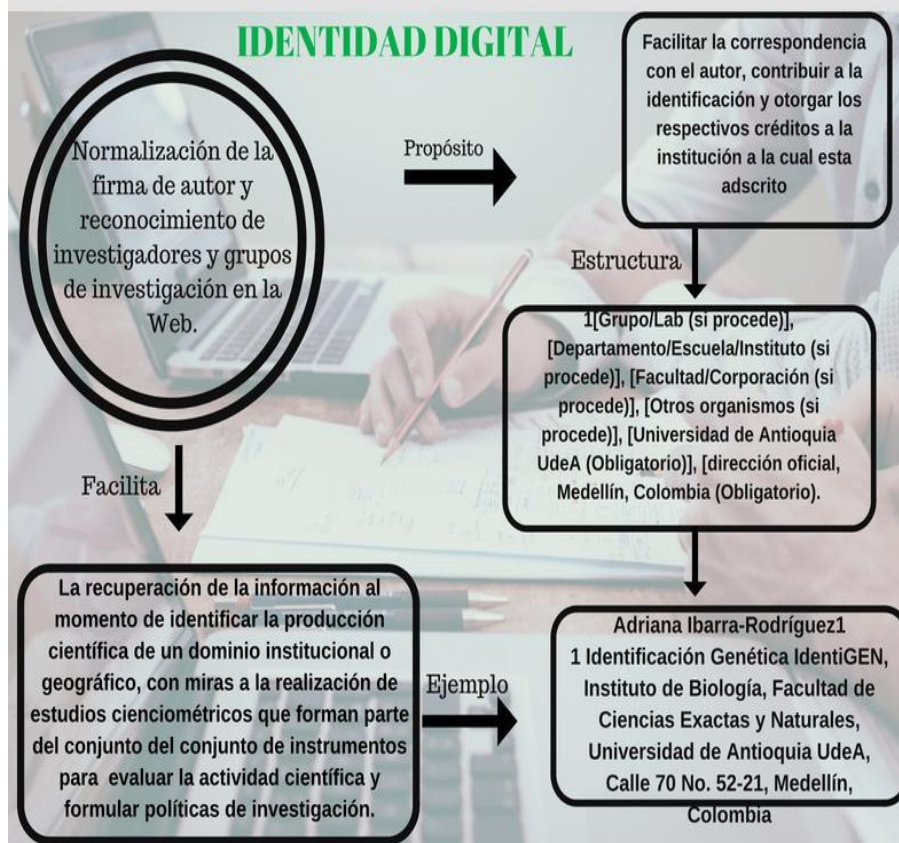 IDENTIDAD DIGITAL
Normalización de la
firma de autor y
reconocimiento de
investigadores y grupos
de investigación en la
Web.
Propósito
Facilitar la correspondencia
con el autor, contribuir a la
identificación y otorgar los
respectivos créditos a la
institución a la cual esta
adscrito
Estructura
1[Grupo/Lab (si procede)],
[Departamento/Escuela/Instituto (si
procede)], [Facultad/Corporación (si
procede)], [Otros organismos (si
procede)], [Universidad de Antioquia
UdeA (Obligatorio)], [dirección oficial,
Medellín, Colombia (Obligatorio).
Facilita
La recuperación de la información al
momento de identificar la producción
científica de un dominio institucional o
geográfico, con miras a la realización de
estudios cienciométricos que forman parte
del conjunto del conjunto de instrumentos
para evaluar la actividad científica y
formular políticas de investigación.
Ejemplo
Adriana Ibarra-Rodríguez1
1 Identificación Genética IdentiGEN,
Instituto de Biología, Facultad de
Ciencias Exactas y Naturales,
Universidad de Antioquia UdeA,
Calle 70 No. 52-21, Medellín,
Colombia